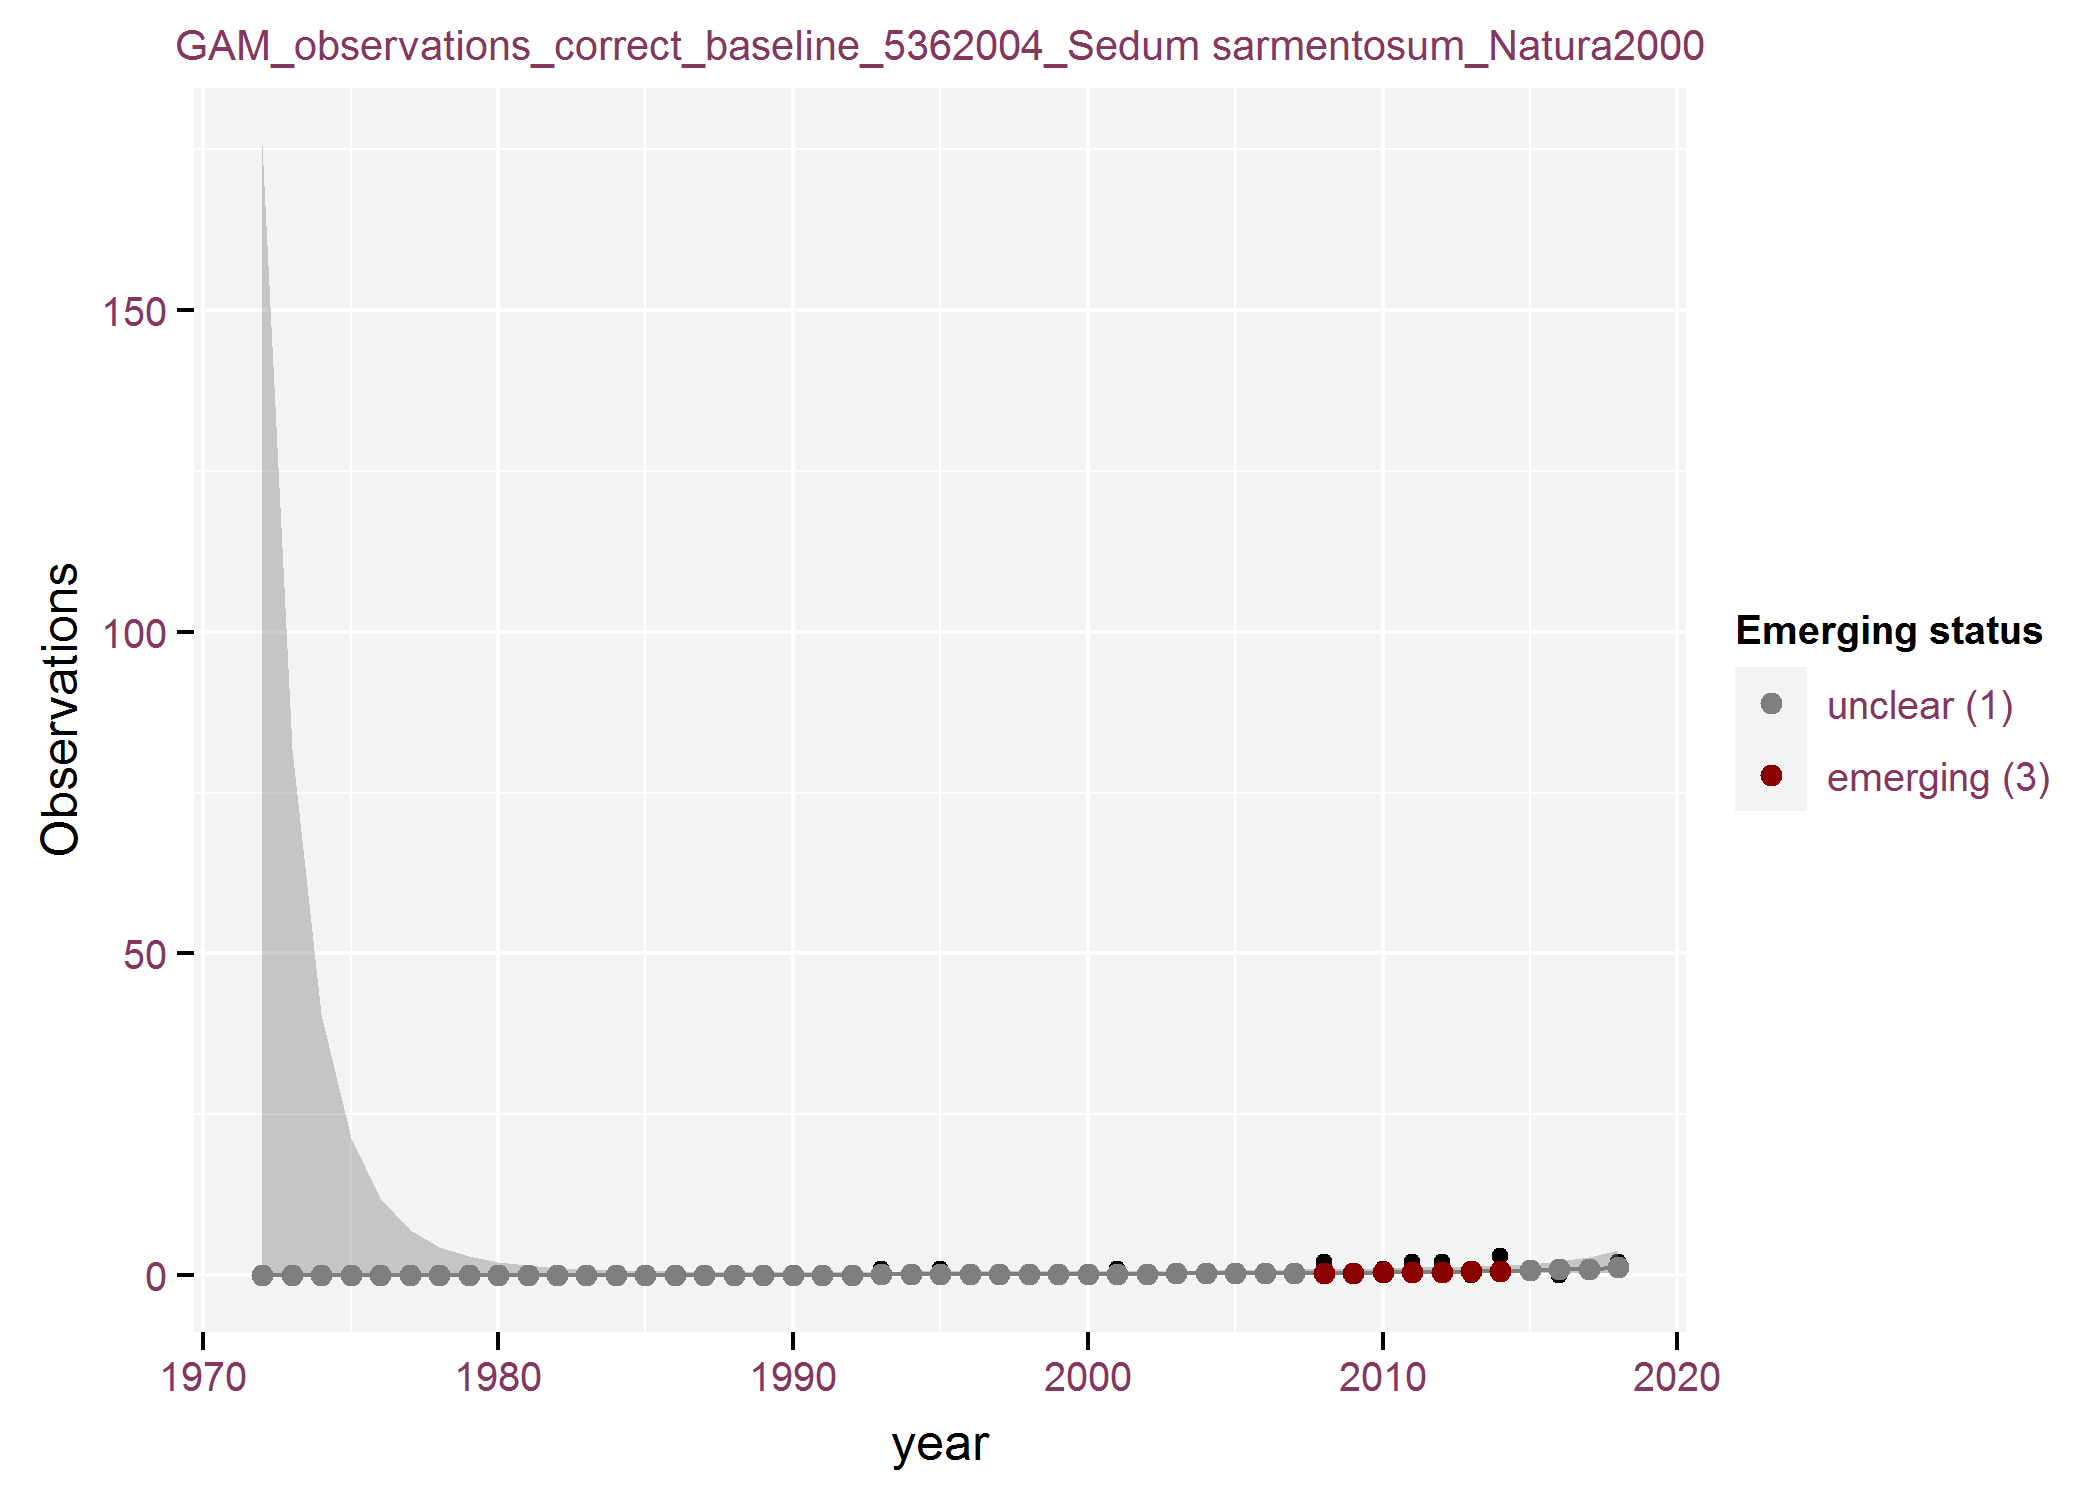 GAM_observations_correct_baseline_5362004_Sedum sarmentosum_Natura2000
Observations
150
100
50
0
1970
1980
1990
2000
2010
2020
year
Emerging status
unclear (1)
emerging (3)